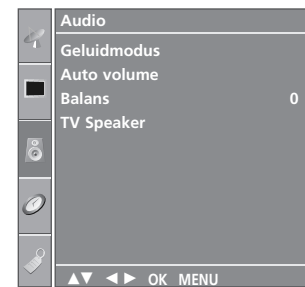 Audio
Geluidmodus
Auto volume
Balans 0
TV Speaker
▲▼ ◄► OK MENU